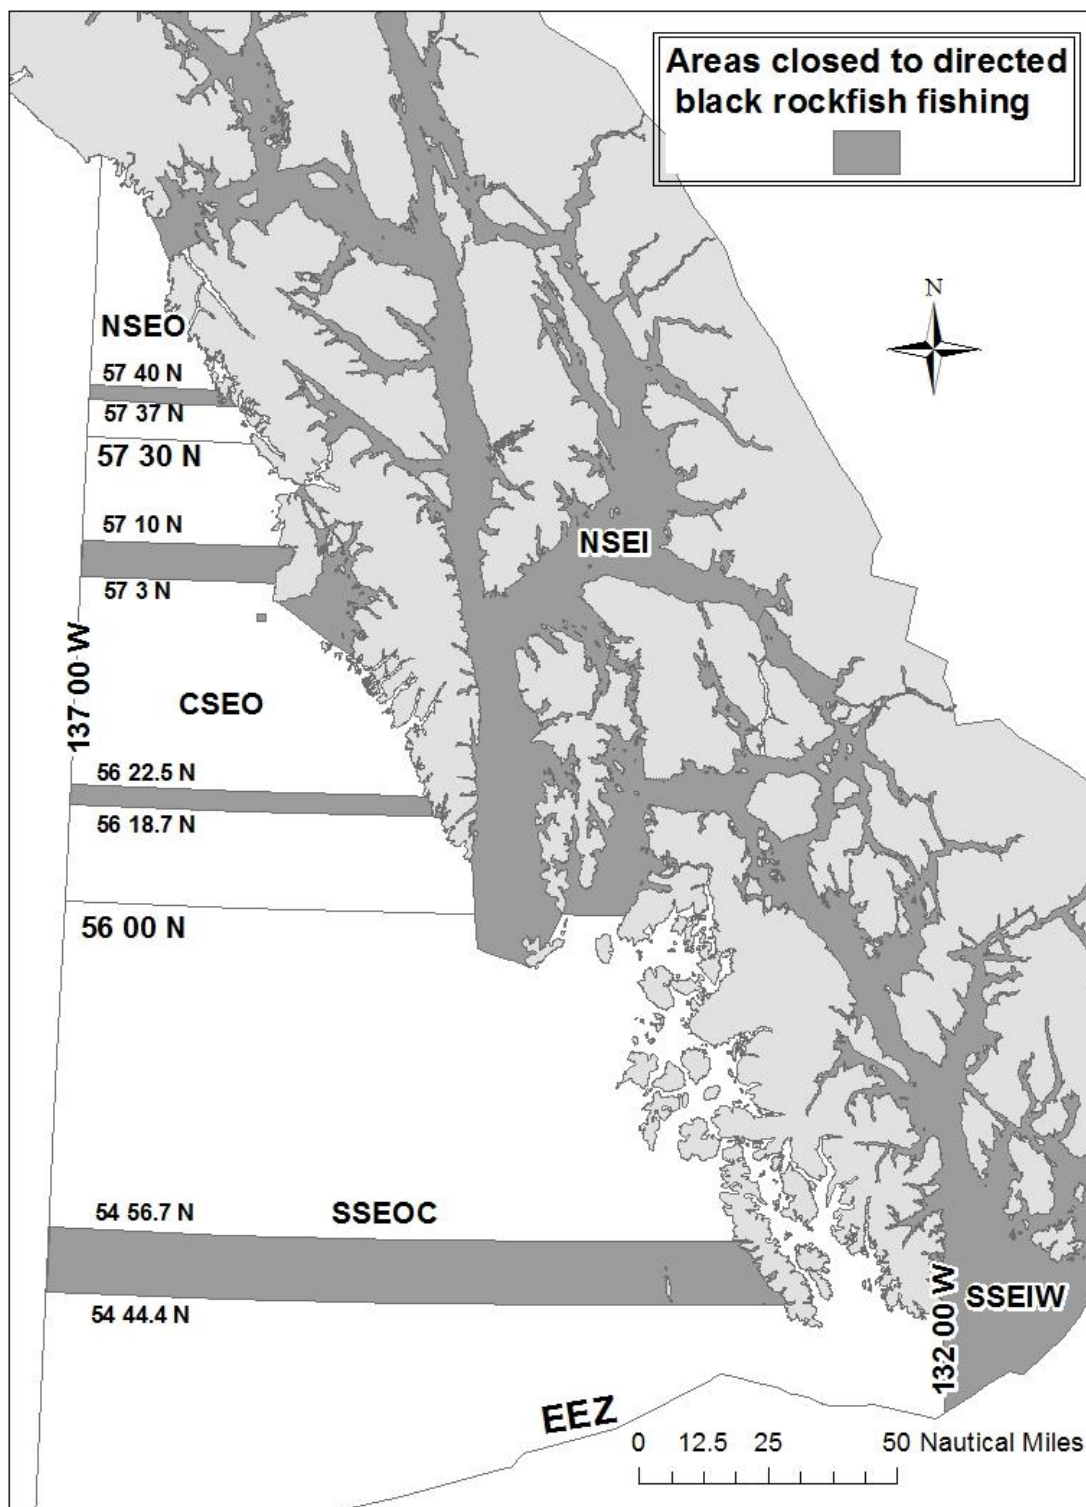 Areas closed to directed
black rockfish fishing
N
NSEO
57 40 N
57 37 N
57 30 N
57 10 N
NSEI
57 3 N
137 00 W
CSEO
56 22.5 N
56 18.7 N
56 00 N
54 56.7 N
SSEOC
54 44.4 N
132 00 W
SSEIW
EEZ
0 12.5 25 50 Nautical Miles